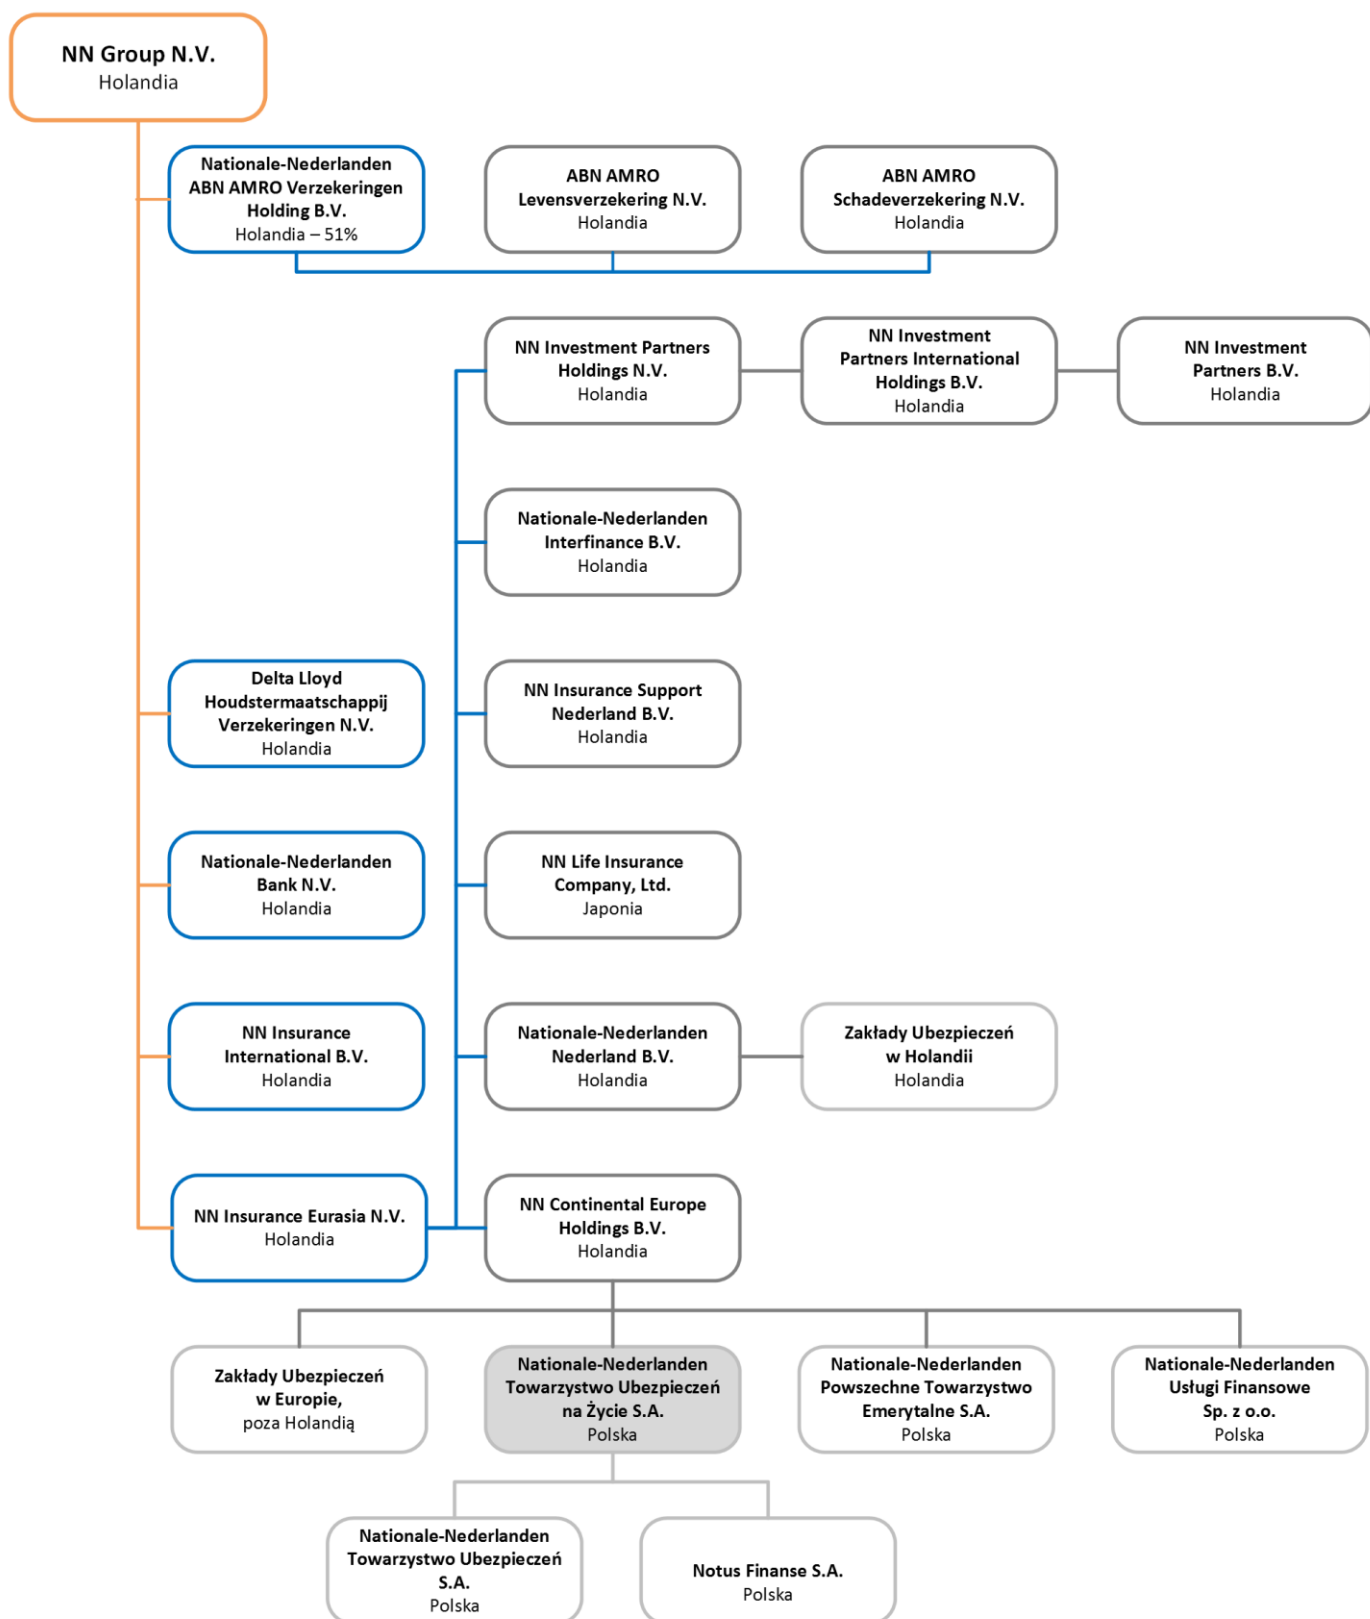 NN Group N.V.
Holandia
Nationale-Nederlanden
ABN AMRO Verzekeringen
Holding B.V.
Holandia – 51%
ABN AMRO
Levensverzekering N.V.
Holandia
ABN AMRO
Schadeverzekering N.V.
Holandia
NN Investment Partners
Holdings N.V.
Holandia
NN Investment
Partners International
Holdings B.V.
Holandia
NN Investment
Partners B.V.
Holandia
Nationale-Nederlanden
Interfinance B.V.
Holandia
Delta Lloyd
Houdstermaatschappij
Verzekeringen N.V.
Holandia
NN Insurance Support
Nederland B.V.
Holandia
Nationale-Nederlanden
Bank N.V.
Holandia
NN Life Insurance
Company, Ltd.
Japonia
NN Insurance
International B.V.
Holandia
Nationale-Nederlanden
Nederland B.V.
Holandia
Zakłady Ubezpieczeń
w Holandii
Holandia
NN Insurance Eurasia N.V.
Holandia
NN Continental Europe
Holdings B.V.
Holandia
Zakłady Ubezpieczeń
w Europie,
poza Holandią
Nationale-Nederlanden
Towarzystwo Ubezpieczeń
na Życie S.A.
Polska
Nationale-Nederlanden
Powszechne Towarzystwo
Emerytalne S.A.
Polska
Nationale-Nederlanden
Usługi Finansowe
Sp. z o.o.
Polska
Nationale-Nederlanden
Towarzystwo Ubezpieczeń
S.A.
Polska
Notus Finanse S.A.
Polska